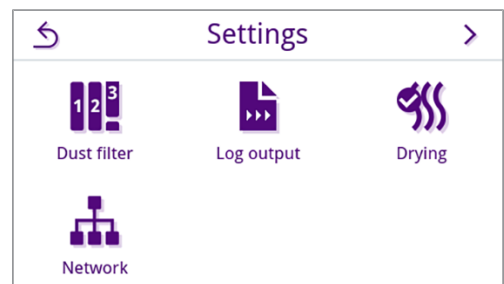 Settings
1 2 3
Dust filter
Log output
Drying
Network